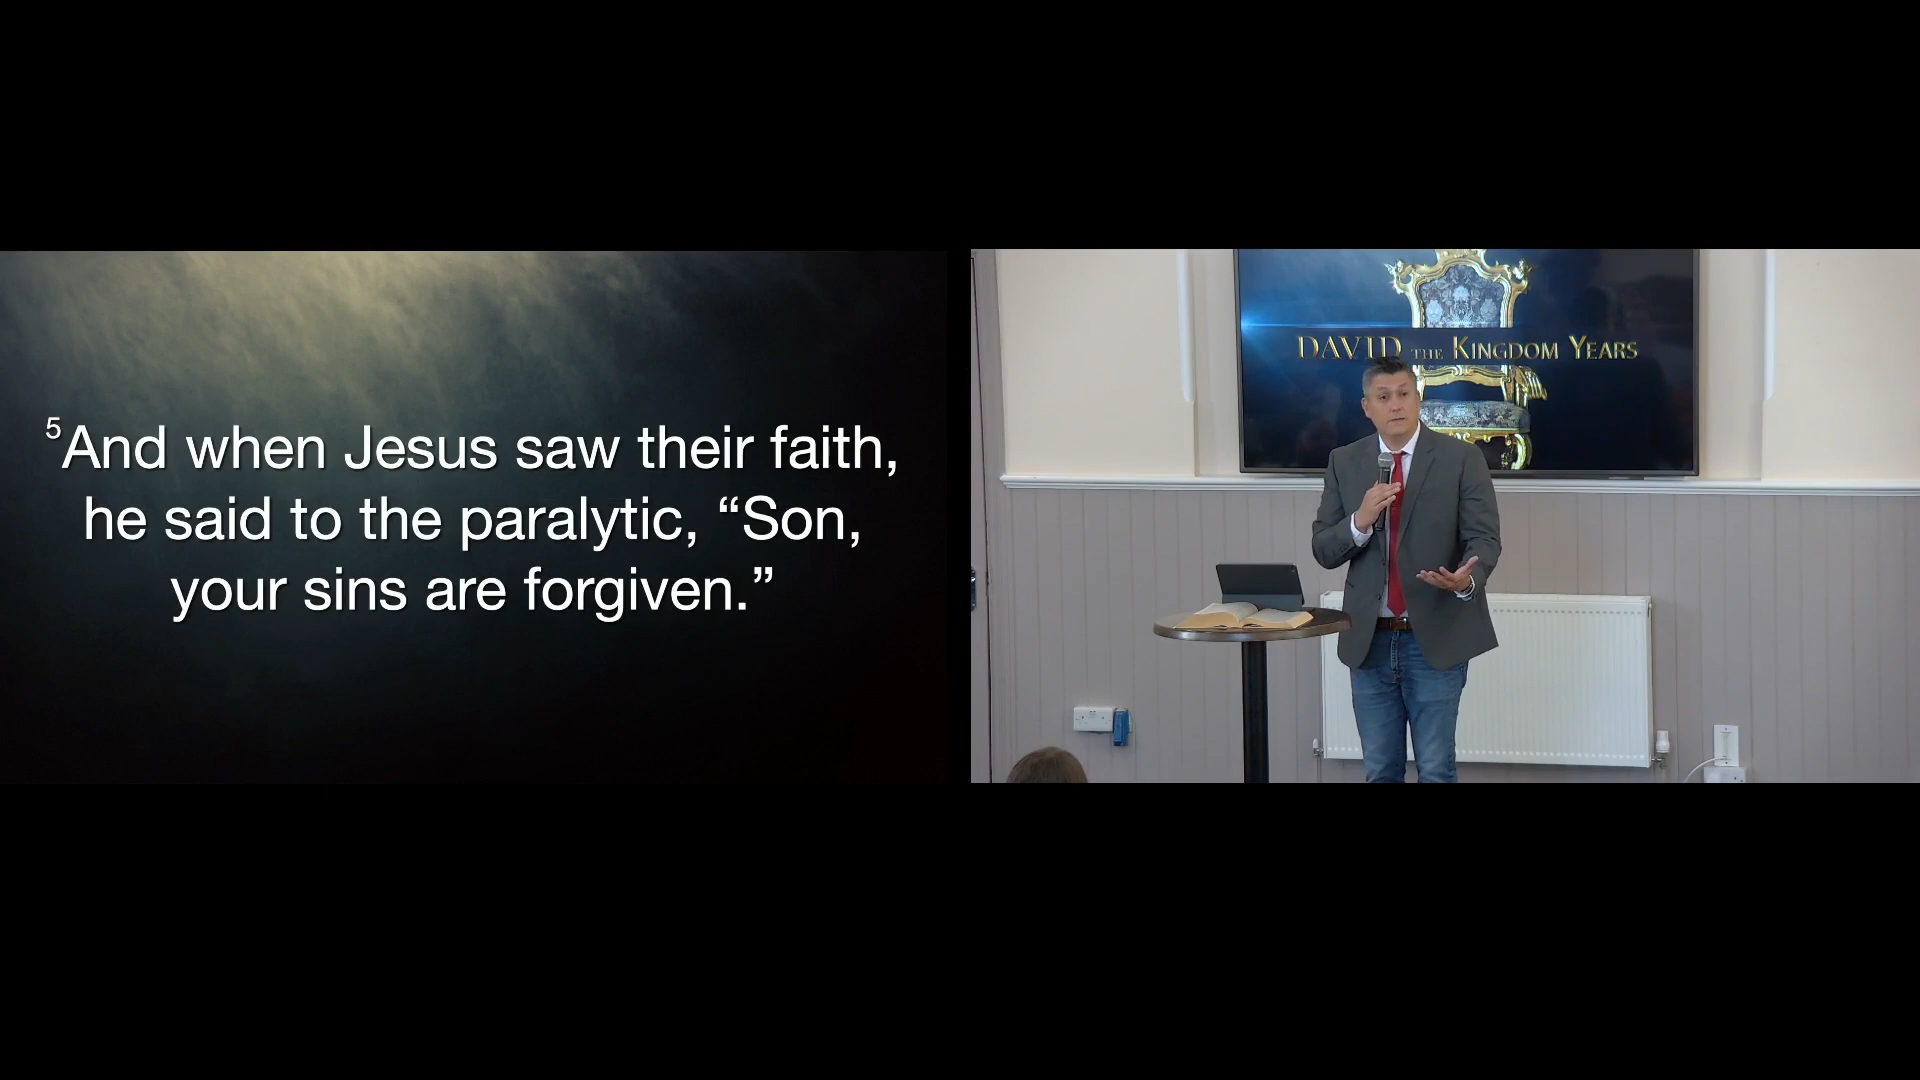 ⁵And when Jesus saw their faith,
he said to the paralytic, “Son,
your sins are forgiven.”
DAVID THE KINGDOM YEARS